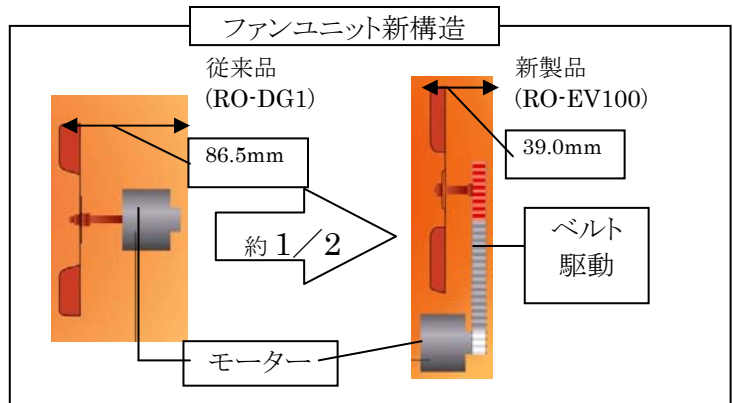 ファンユニット新構造
従来品
(RO-DG1)
新製品
(RO-EV100)
86.5mm
39.0mm
約1／2
ベルト
駆動
モーター